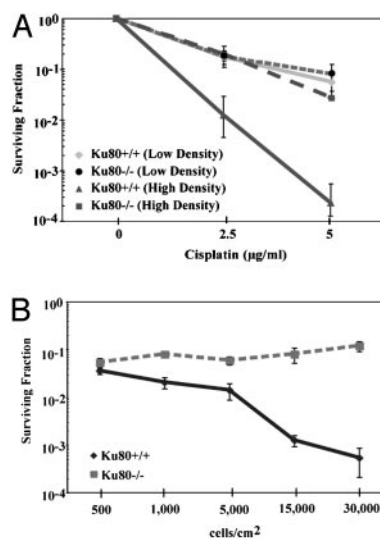 A
Surviving Fraction
10⁰
10⁻¹
10⁻²
10⁻³
10⁻⁴
Ku80+/+ (Low Density)
Ku80-/- (Low Density)
Ku80+/+ (High Density)
Ku80-/- (High Density)
0
2.5
5
Cisplatin (µg/ml)
B
Surviving Fraction
10⁰
10⁻¹
10⁻²
10⁻³
10⁻⁴
Ku80+/+
Ku80-/-
500
1,000
5,000
15,000
30,000
cells/cm²